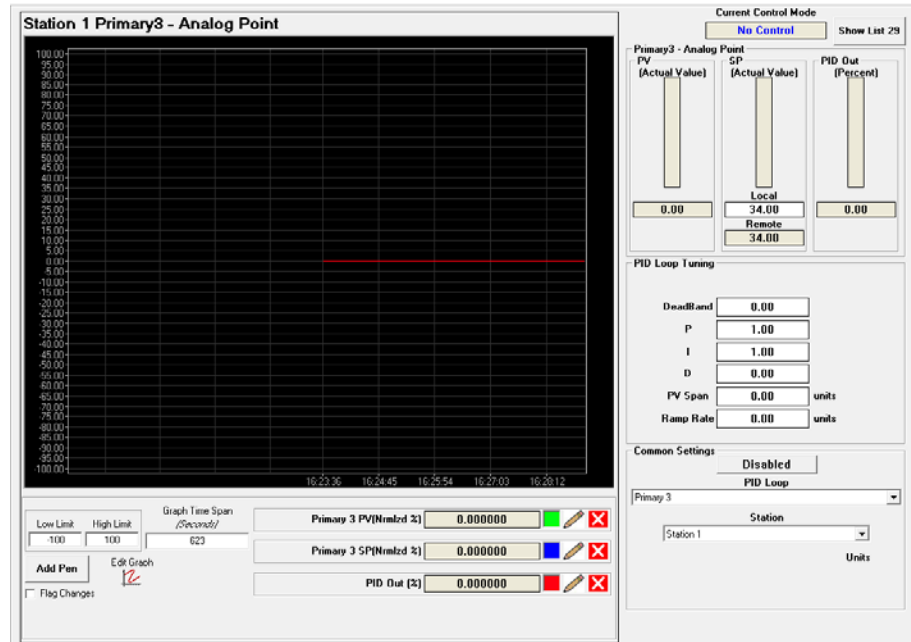 Station 1 Primary3 - Analog Point
Current Control Mode
No Control
Show List 29
100.00
95.00
90.00
85.00
80.00
75.00
70.00
65.00
60.00
55.00
50.00
45.00
40.00
35.00
30.00
25.00
20.00
15.00
10.00
5.00
0.00
-5.00
-10.00
-15.00
-20.00
-25.00
-30.00
-35.00
-40.00
-45.00
-50.00
-55.00
-60.00
-65.00
-70.00
-75.00
-80.00
-85.00
-90.00
-95.00
-100.00
16:23:36 16:24:45 16:25:54 16:27:03 16:28:12
Primary3 - Analog Point
PV (Actual Value)
SP (Actual Value)
PID Out (Percent)
Local
0.00 34.00 0.00
Remote
34.00
PID Loop Tuning
DeadBand 0.00
P 1.00
I 1.00
D 0.00
PV Span 0.00 units
Ramp Rate 0.00 units
Common Settings
Disabled
PID Loop
Primary 3
Station
Station 1
Units
Low Limit High Limit Graph Time Span (Seconds)
-100 100 623
Add Pen Edit Graph
Flag Changes
Primary 3 PV(Nrmlzd %) 0.000000
Primary 3 SP(Nrmlzd %) 0.000000
PID Out (%) 0.000000